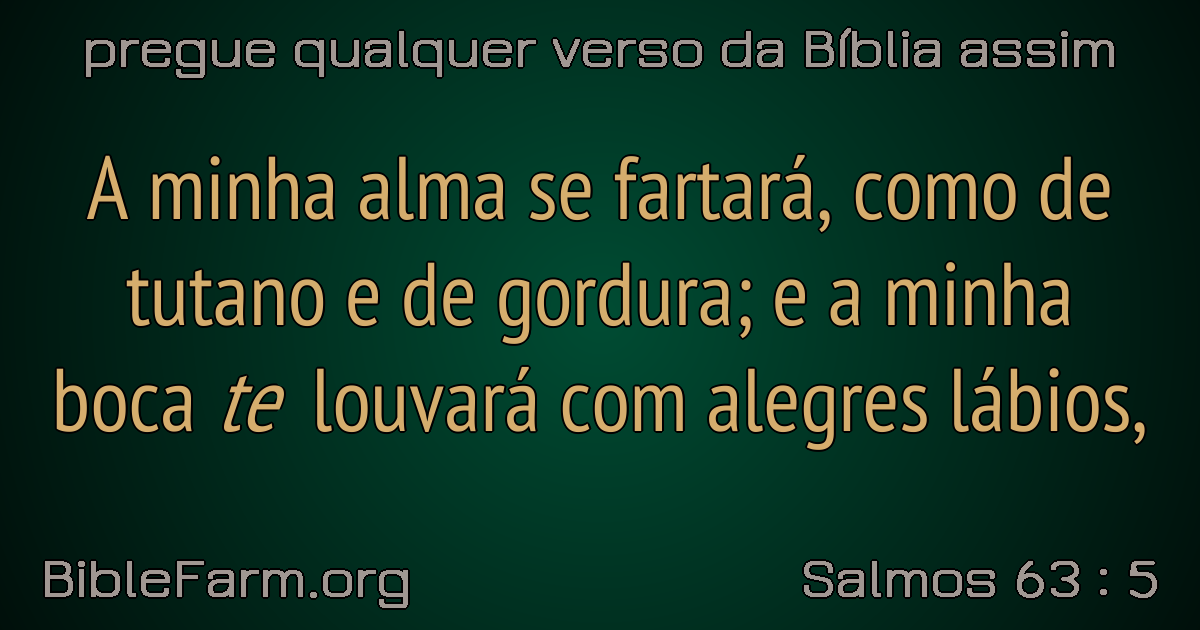 pregue qualquer verso da Bíblia assim
A minha alma se fartará, como de
tutano e de gordura; e a minha
boca te louvará com alegres lábios,
BibleFarm.org
Salmos 63 : 5